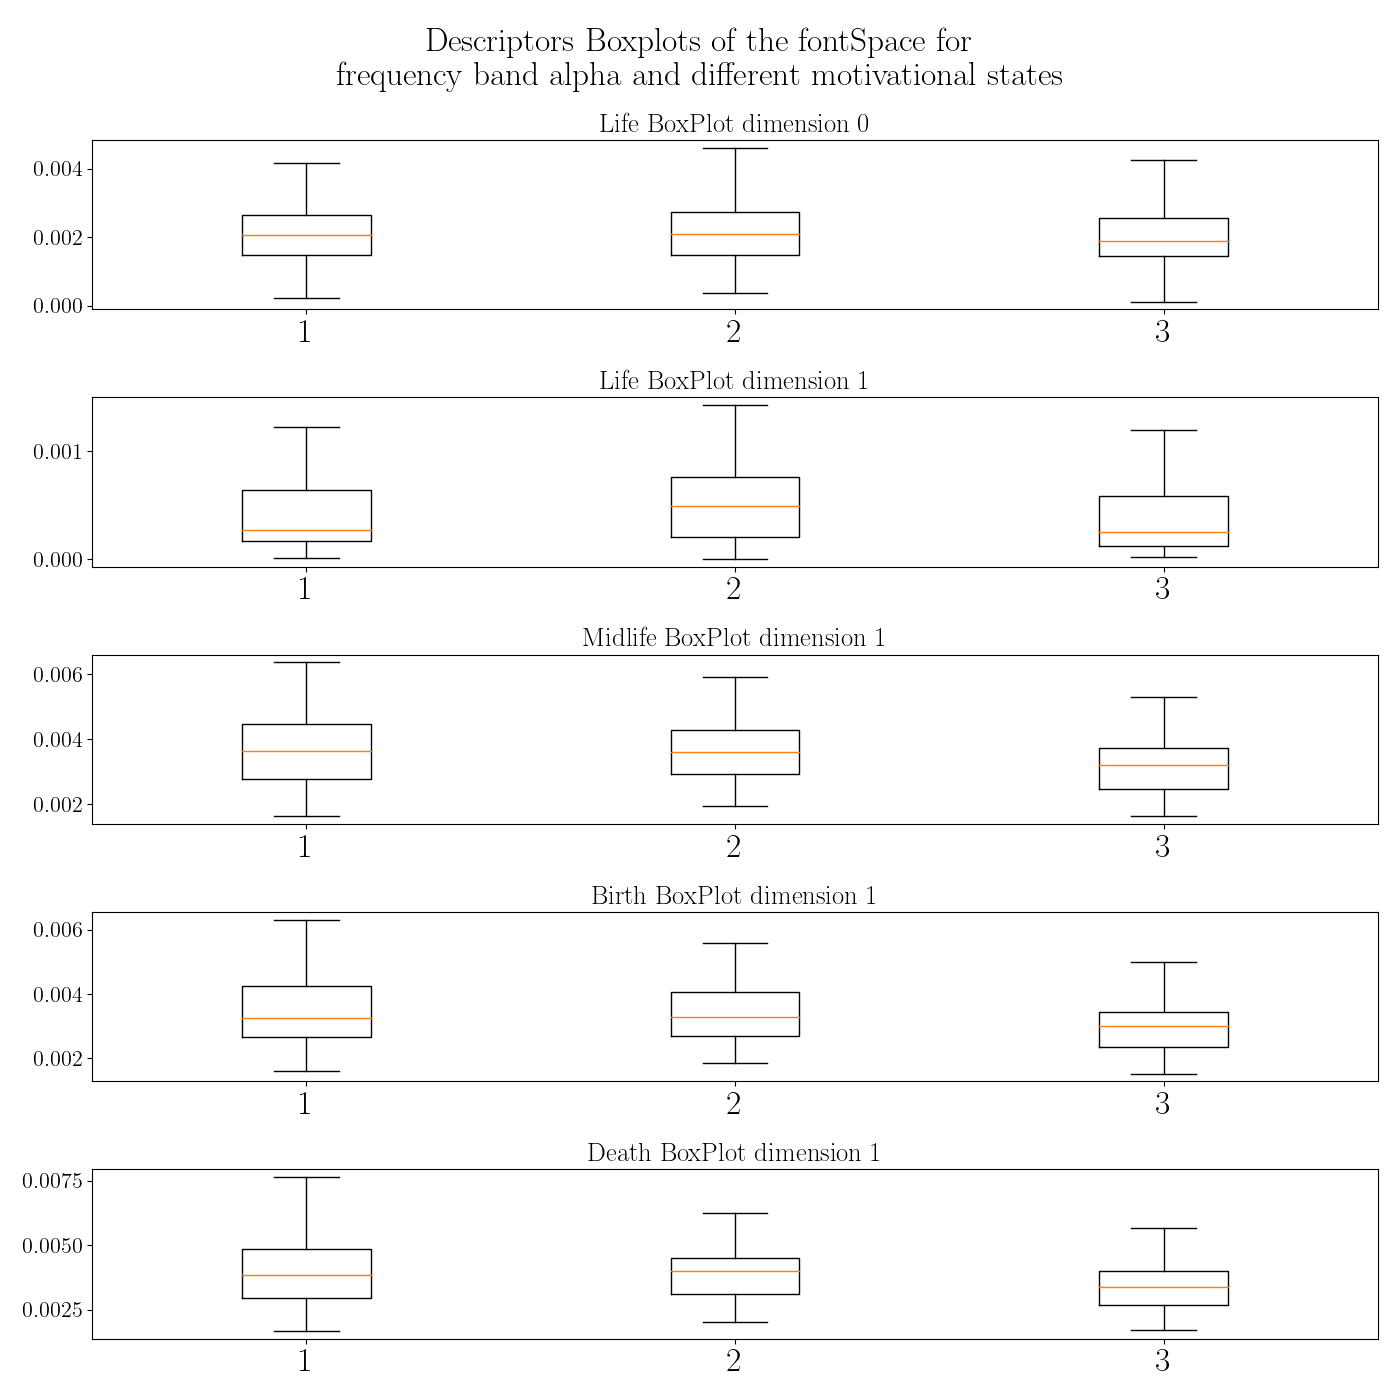 Descriptors Boxplots of the fontSpace for
frequency band alpha and different motivational states
Life BoxPlot dimension 0
0.004
0.002
0.000
1 2 3
Life BoxPlot dimension 1
0.001
0.000
1 2 3
Midlife BoxPlot dimension 1
0.006
0.004
0.002
1 2 3
Birth BoxPlot dimension 1
0.006
0.004
0.002
1 2 3
Death BoxPlot dimension 1
0.0075
0.0050
0.0025
1 2 3